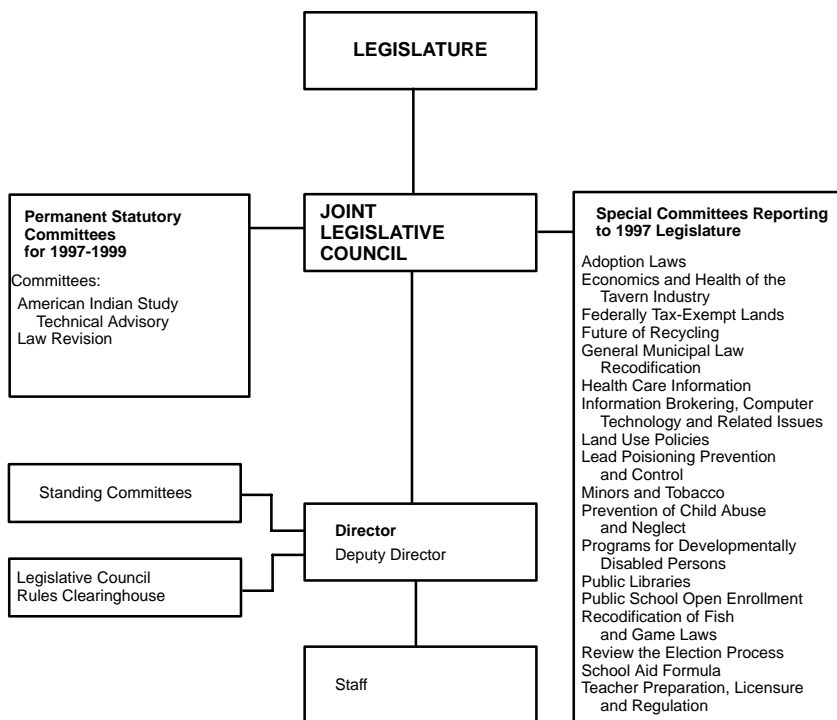 LEGISLATURE
Permanent Statutory
Committees
for 1997-1999
Committees:
American Indian Study
Technical Advisory
Law Revision
JOINT
LEGISLATIVE
COUNCIL
Special Committees Reporting
to 1997 Legislature
Adoption Laws
Economics and Health of the
Tavern Industry
Federally Tax-Exempt Lands
Future of Recycling
General Municipal Law
Recodification
Health Care Information
Information Brokering, Computer
Technology and Related Issues
Land Use Policies
Lead Poisioning Prevention
and Control
Minors and Tobacco
Prevention of Child Abuse
and Neglect
Programs for Developmentally
Disabled Persons
Public Libraries
Public School Open Enrollment
Recodification of Fish
and Game Laws
Review the Election Process
School Aid Formula
Teacher Preparation, Licensure
and Regulation
Standing Committees
Legislative Council
Rules Clearinghouse
Director
Deputy Director
Staff